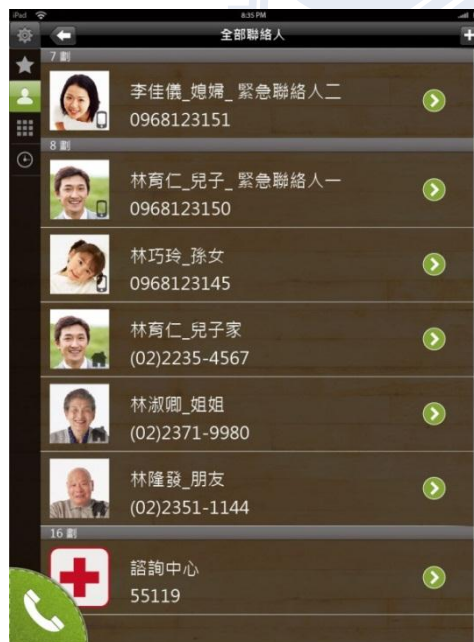 iPad 8:35 PM
全部聯絡人
7 劃
李佳儀_媳婦_ 緊急聯絡人二
0968123151
8 劃
林育仁_兒子_ 緊急聯絡人一
0968123150
林巧玲_孫女
0968123145
林育仁_兒子家
(02)2235-4567
林淑卿_姐姐
(02)2371-9980
林隆發_朋友
(02)2351-1144
16 劃
諮詢中心
55119